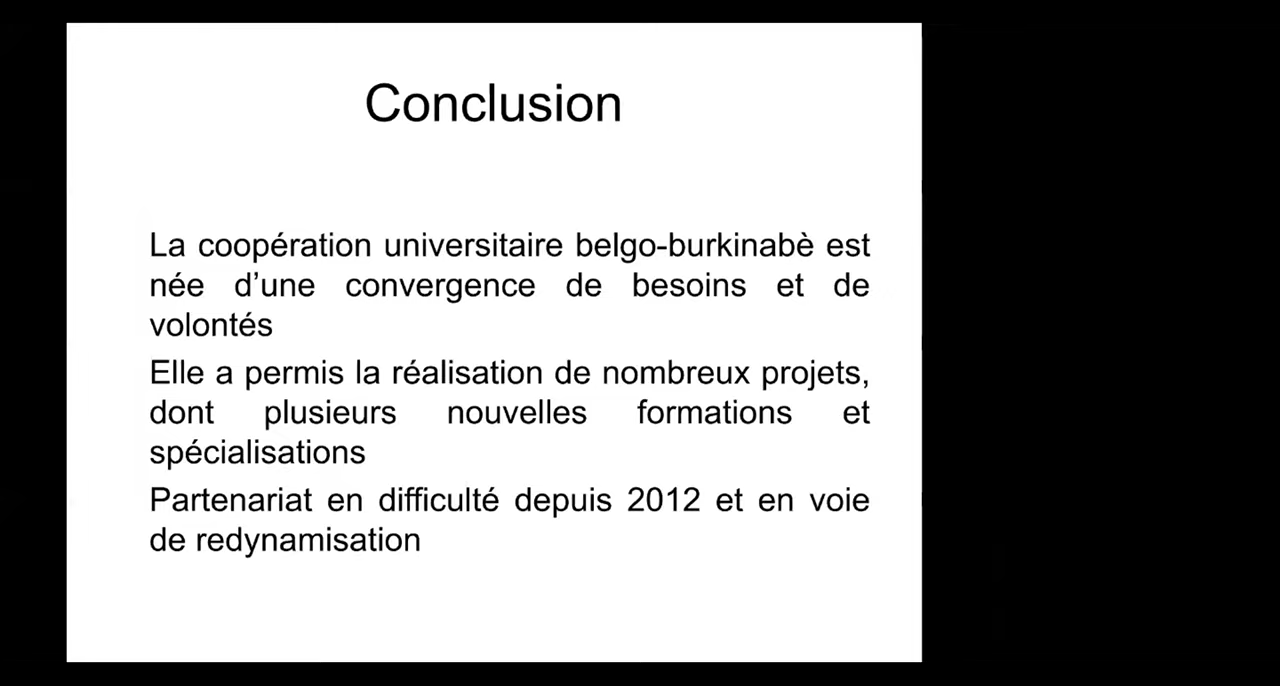 Conclusion
La coopération universitaire belgo-burkinabè est
née d’une convergence de besoins et de
volontés
Elle a permis la réalisation de nombreux projets,
dont plusieurs nouvelles formations et
spécialisations
Partenariat en difficulté depuis 2012 et en voie
de redynamisation